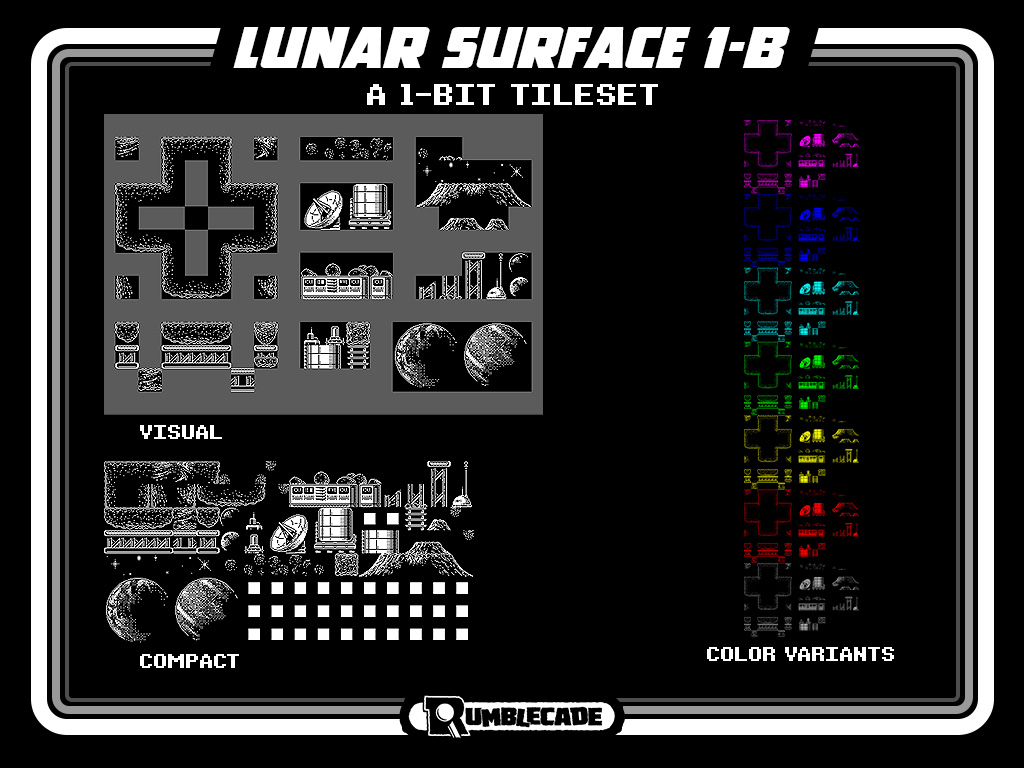 LUNAR SURFACE 1-B
A 1-BIT TILESET
VISUAL
COMPACT
COLOR VARIANTS
RUMBLECADE